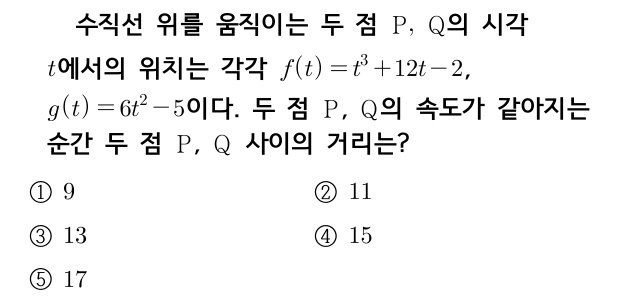 수직선 위를 움직이는 두 점 P, Q의 시각
t에서의 위치는 각각 f(t)=t³+12t−2,
g(t)=6t²−5이다. 두 점 P, Q의 속도가 같아지는
순간 두 점 P, Q 사이의 거리는?
① 9 ② 11
③ 13 ④ 15
⑤ 17